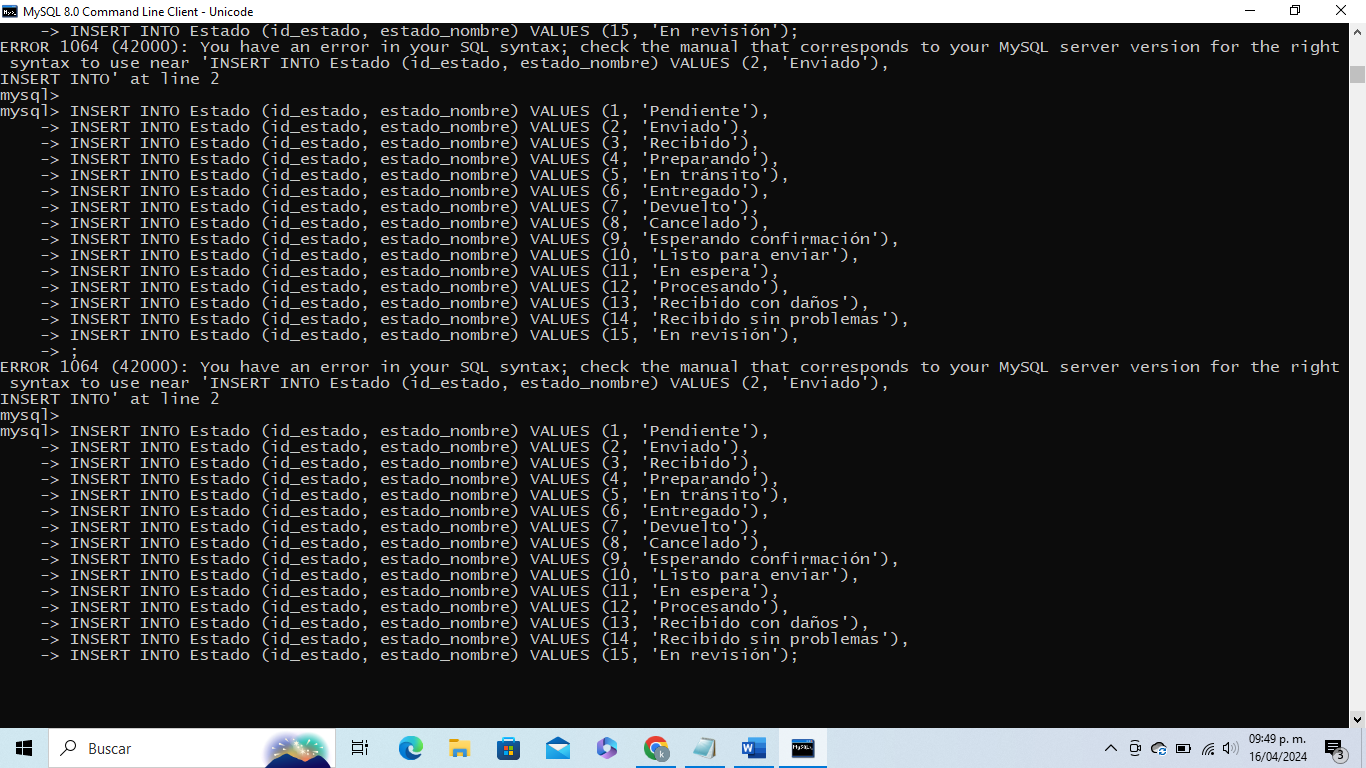 MySQL 8.0 Command Line Client - Unicode
    -> INSERT INTO Estado (id_estado, estado_nombre) VALUES (15, 'En revisión');
ERROR 1064 (42000): You have an error in your SQL syntax; check the manual that corresponds to your MySQL server version for the right
 syntax to use near 'INSERT INTO Estado (id_estado, estado_nombre) VALUES (2, 'Enviado'),
INSERT INTO' at line 2
mysql>
mysql> INSERT INTO Estado (id_estado, estado_nombre) VALUES (1, 'Pendiente'),
    -> INSERT INTO Estado (id_estado, estado_nombre) VALUES (2, 'Enviado'),
    -> INSERT INTO Estado (id_estado, estado_nombre) VALUES (3, 'Recibido'),
    -> INSERT INTO Estado (id_estado, estado_nombre) VALUES (4, 'Preparando'),
    -> INSERT INTO Estado (id_estado, estado_nombre) VALUES (5, 'En tránsito'),
    -> INSERT INTO Estado (id_estado, estado_nombre) VALUES (6, 'Entregado'),
    -> INSERT INTO Estado (id_estado, estado_nombre) VALUES (7, 'Devuelto'),
    -> INSERT INTO Estado (id_estado, estado_nombre) VALUES (8, 'Cancelado'),
    -> INSERT INTO Estado (id_estado, estado_nombre) VALUES (9, 'Esperando confirmación'),
    -> INSERT INTO Estado (id_estado, estado_nombre) VALUES (10, 'Listo para enviar'),
    -> INSERT INTO Estado (id_estado, estado_nombre) VALUES (11, 'En espera'),
    -> INSERT INTO Estado (id_estado, estado_nombre) VALUES (12, 'Procesando'),
    -> INSERT INTO Estado (id_estado, estado_nombre) VALUES (13, 'Recibido con daños'),
    -> INSERT INTO Estado (id_estado, estado_nombre) VALUES (14, 'Recibido sin problemas'),
    -> INSERT INTO Estado (id_estado, estado_nombre) VALUES (15, 'En revisión'),
    -> ;
ERROR 1064 (42000): You have an error in your SQL syntax; check the manual that corresponds to your MySQL server version for the right
 syntax to use near 'INSERT INTO Estado (id_estado, estado_nombre) VALUES (2, 'Enviado'),
INSERT INTO' at line 2
mysql>
mysql> INSERT INTO Estado (id_estado, estado_nombre) VALUES (1, 'Pendiente'),
    -> INSERT INTO Estado (id_estado, estado_nombre) VALUES (2, 'Enviado'),
    -> INSERT INTO Estado (id_estado, estado_nombre) VALUES (3, 'Recibido'),
    -> INSERT INTO Estado (id_estado, estado_nombre) VALUES (4, 'Preparando'),
    -> INSERT INTO Estado (id_estado, estado_nombre) VALUES (5, 'En tránsito'),
    -> INSERT INTO Estado (id_estado, estado_nombre) VALUES (6, 'Entregado'),
    -> INSERT INTO Estado (id_estado, estado_nombre) VALUES (7, 'Devuelto'),
    -> INSERT INTO Estado (id_estado, estado_nombre) VALUES (8, 'Cancelado'),
    -> INSERT INTO Estado (id_estado, estado_nombre) VALUES (9, 'Esperando confirmación'),
    -> INSERT INTO Estado (id_estado, estado_nombre) VALUES (10, 'Listo para enviar'),
    -> INSERT INTO Estado (id_estado, estado_nombre) VALUES (11, 'En espera'),
    -> INSERT INTO Estado (id_estado, estado_nombre) VALUES (12, 'Procesando'),
    -> INSERT INTO Estado (id_estado, estado_nombre) VALUES (13, 'Recibido con daños'),
    -> INSERT INTO Estado (id_estado, estado_nombre) VALUES (14, 'Recibido sin problemas'),
    -> INSERT INTO Estado (id_estado, estado_nombre) VALUES (15, 'En revisión');
Buscar
09:49 p. m.
16/04/2024
3